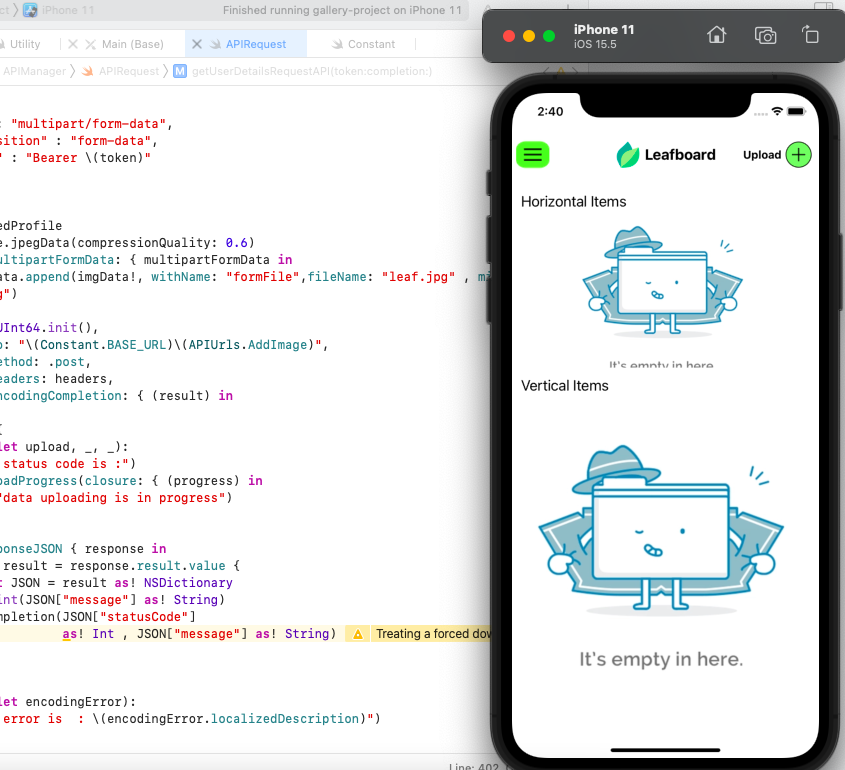 ct 〉 iPhone 11
Finished running gallery-project on iPhone 11
Utility
Main (Base)
APIRequest
Constant
APIManager 〉 APIRequest 〉 M getUserDetailsRequestAPI(token:completion:)
: "multipart/form-data",
sition" : "form-data",
" : "Bearer \(token)"
edProfile
e.jpegData(compressionQuality: 0.6)
ultipartFormData: { multipartFormData in
ata.append(imgData!, withName: "formFile",fileName: "leaf.jpg" , mi
g")
UInt64.init(),
o: "\(Constant.BASE_URL)\(APIUrls.AddImage)",
ethod: .post,
eaders: headers,
ncodingCompletion: { (result) in
{
let upload, _, _):
status code is :")
oadProgress(closure: { (progress) in
"data uploading is in progress")
ponseJSON { response in
result = response.result.value {
t JSON = result as! NSDictionary
int(JSON["message"] as! String)
mpletion(JSON["statusCode"]
as! Int , JSON["message"] as! String)
Treating a forced dow
let encodingError):
error is  : \(encodingError.localizedDescription)")
Line: 402
iPhone 11
iOS 15.5
2:40
Leafboard
Upload
Horizontal Items
It's empty in here.
Vertical Items
It's empty in here.